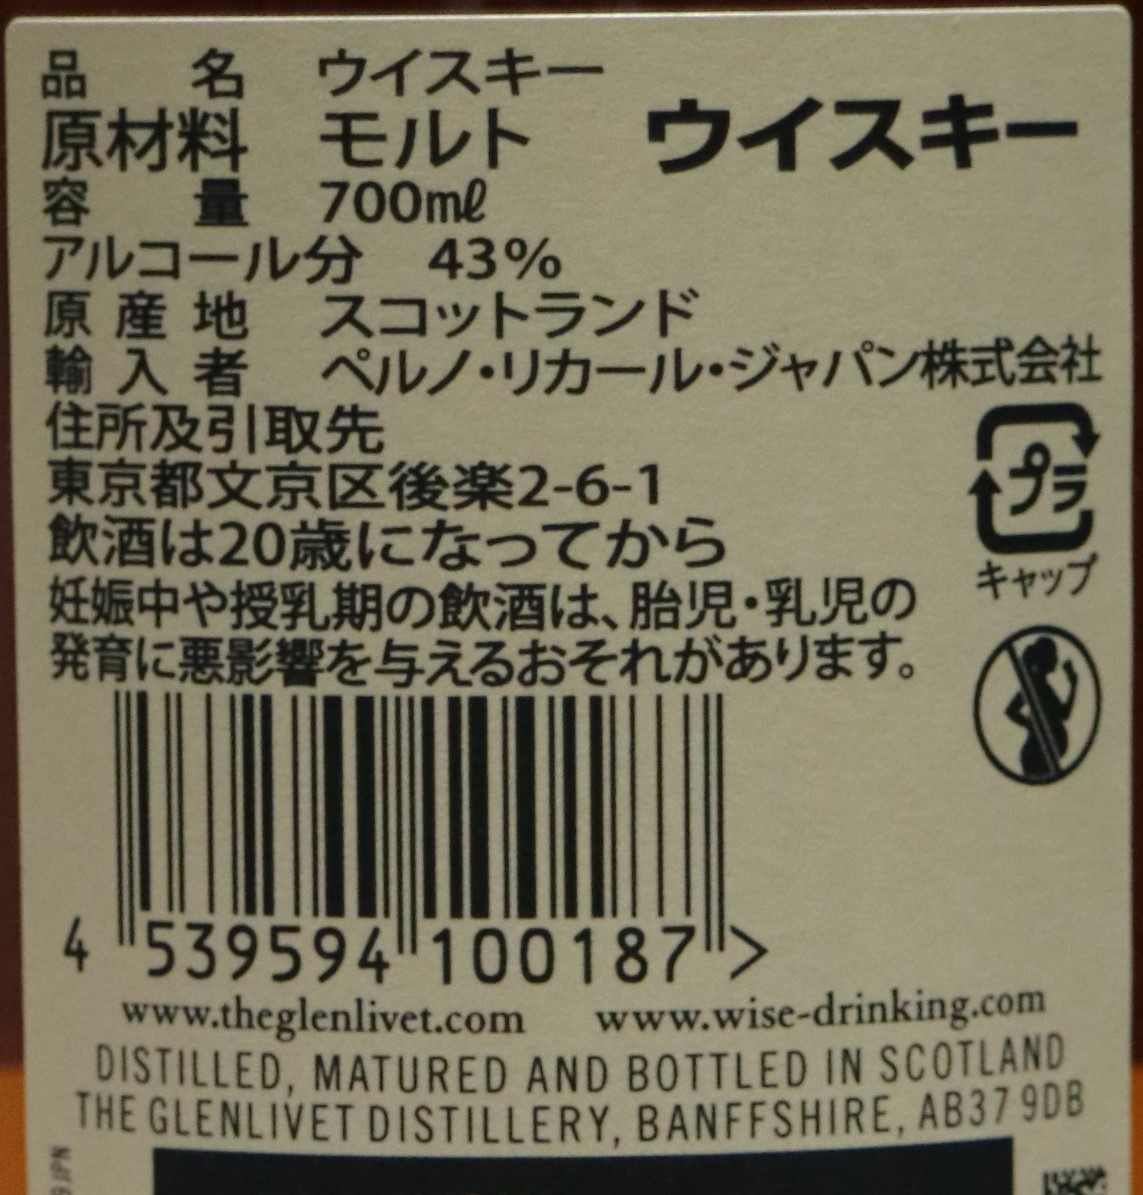 品名 ウイスキー
原材料 モルト ウイスキー
容量 700mℓ
アルコール分 43%
原産地 スコットランド
輸入者 ペルノ・リカール・ジャパン株式会社
住所及引取先
東京都文京区後楽2-6-1
飲酒は20歳になってから
妊娠中や授乳期の飲酒は、胎児・乳児の
発育に悪影響を与えるおそれがあります。
プラ
キャップ
4 539594 100187 >
www.theglenlivet.com www.wise-drinking.com
DISTILLED, MATURED AND BOTTLED IN SCOTLAND
THE GLENLIVET DISTILLERY, BANFFSHIRE, AB37 9DB
JPN